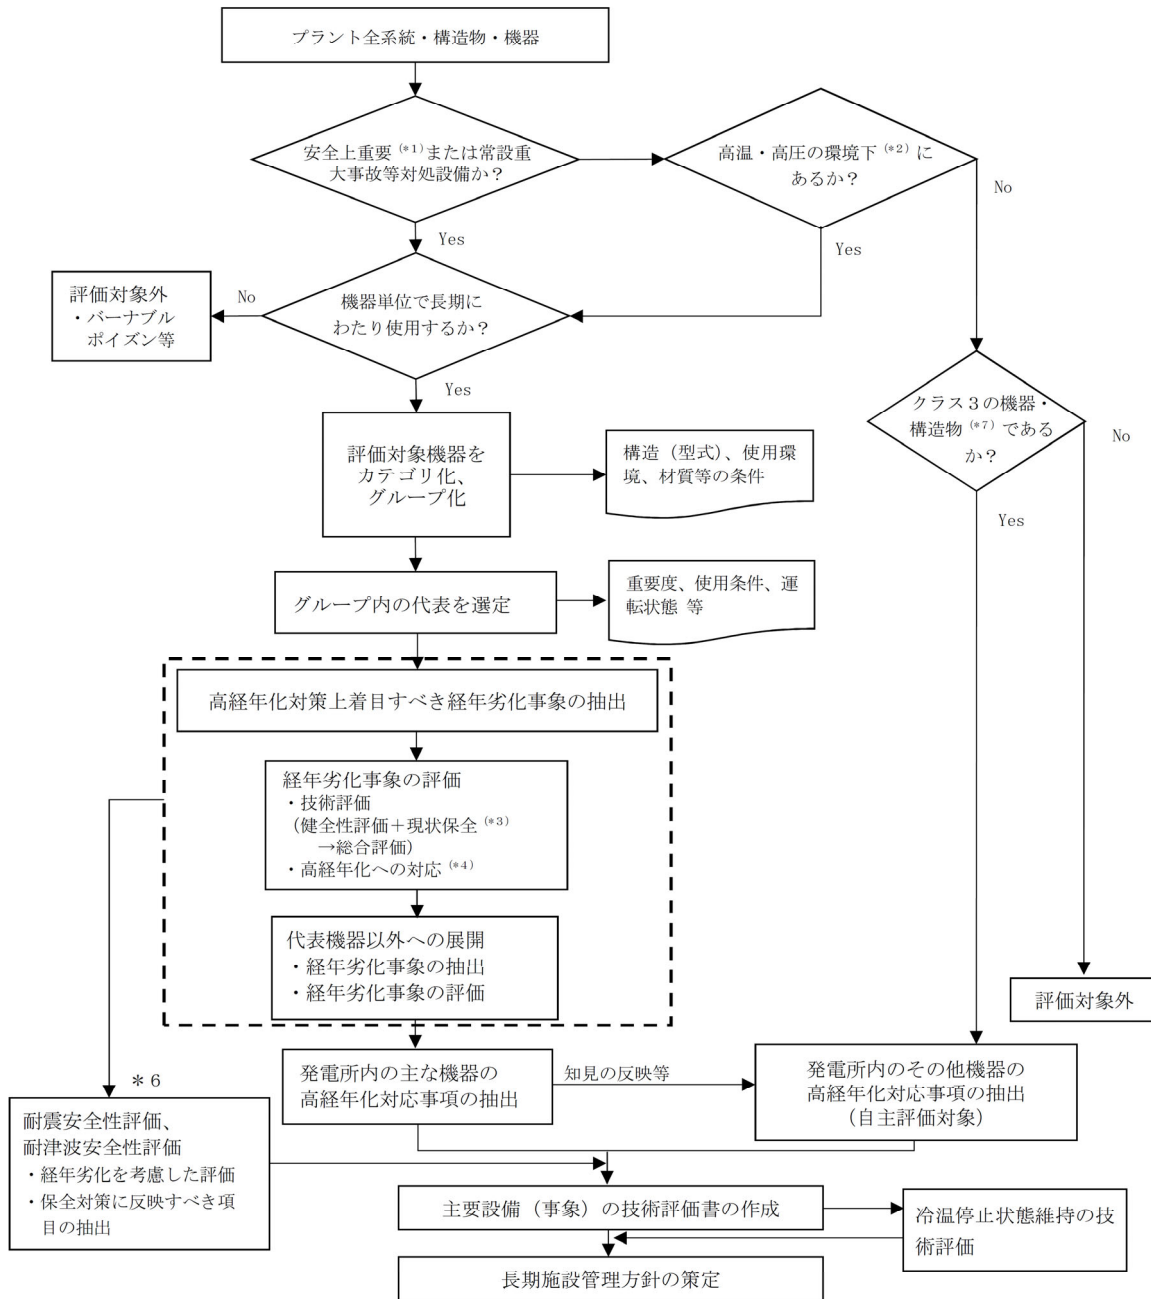 プラント全系統・構造物・機器
安全上重要(*1)または常設重
大事故等対処設備か？
高温・高圧の環境下(*2)に
あるか？
No
Yes
Yes
評価対象外
・バーナブル
ポイズン等
No
機器単位で長期に
わたり使用するか？
Yes
クラス３の機器・
構造物(*7)である
か？
No
Yes
評価対象機器を
カテゴリ化、
グループ化
構造（型式）、使用環
境、材質等の条件
グループ内の代表を選定
重要度、使用条件、運
転状態 等
高経年化対策上着目すべき経年劣化事象の抽出
経年劣化事象の評価
・技術評価
（健全性評価＋現状保全(*3)
→総合評価）
・高経年化への対応(*4)
代表機器以外への展開
・経年劣化事象の抽出
・経年劣化事象の評価
評価対象外
発電所内の主な機器の
高経年化対応事項の抽出
知見の反映等
発電所内のその他機器の
高経年化対応事項の抽出
（自主評価対象）
＊６
耐震安全性評価、
耐津波安全性評価
・経年劣化を考慮した評価
・保全対策に反映すべき項
目の抽出
主要設備（事象）の技術評価書の作成
冷温停止状態維持の技
術評価
長期施設管理方針の策定